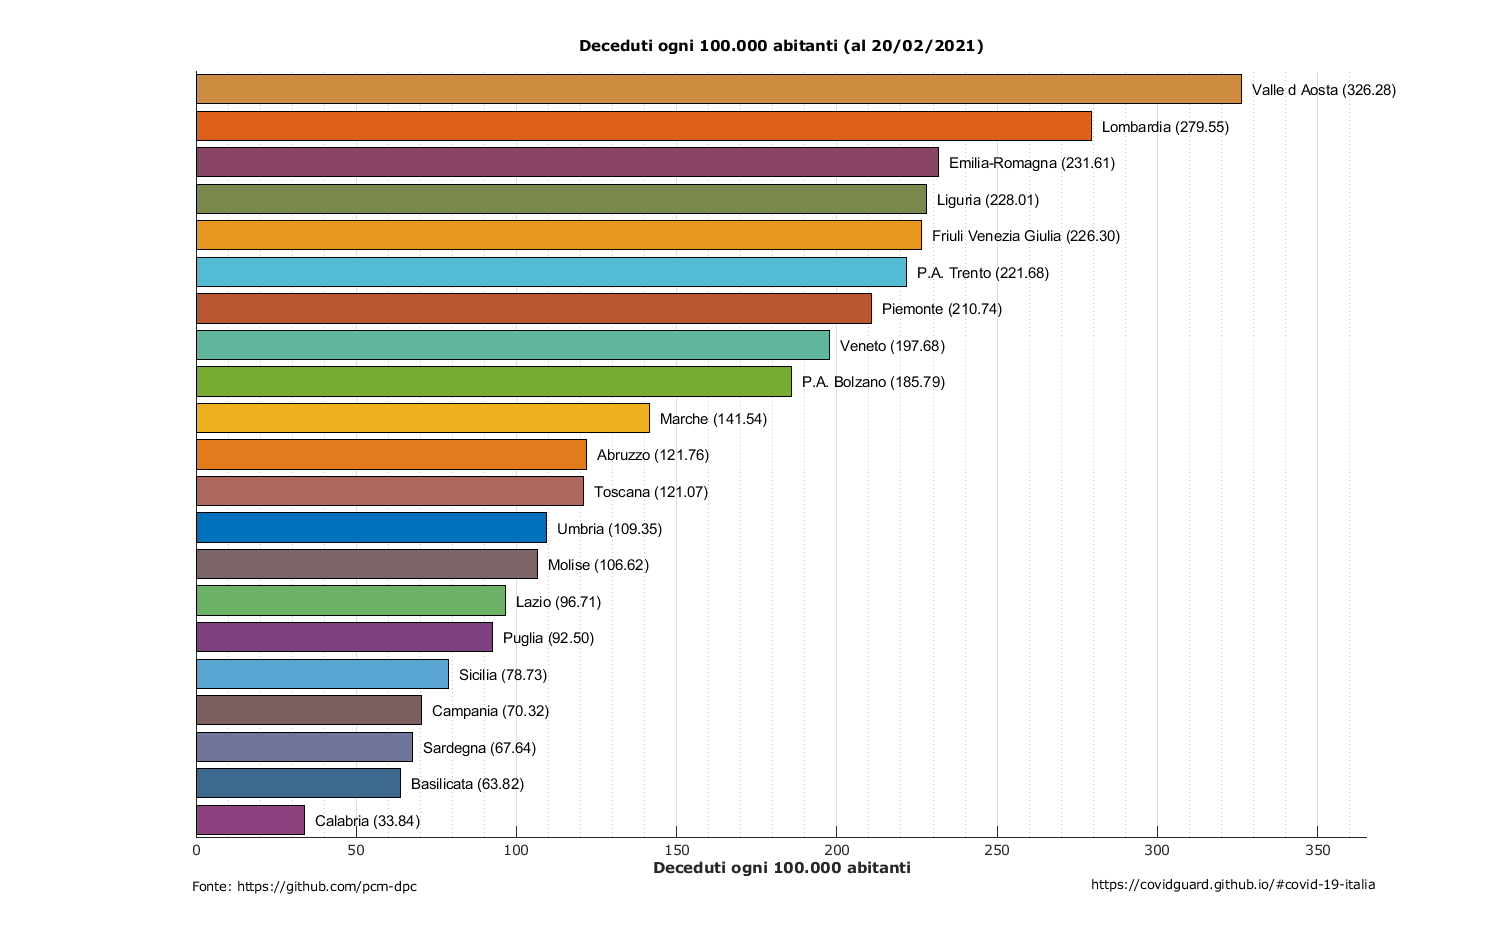 Deceduti ogni 100.000 abitanti (al 20/02/2021)
Valle d Aosta (326.28)
Lombardia (279.55)
Emilia-Romagna (231.61)
Liguria (228.01)
Friuli Venezia Giulia (226.30)
P.A. Trento (221.68)
Piemonte (210.74)
Veneto (197.68)
P.A. Bolzano (185.79)
Marche (141.54)
Abruzzo (121.76)
Toscana (121.07)
Umbria (109.35)
Molise (106.62)
Lazio (96.71)
Puglia (92.50)
Sicilia (78.73)
Campania (70.32)
Sardegna (67.64)
Basilicata (63.82)
Calabria (33.84)
0 50 100 150 200 250 300 350
Deceduti ogni 100.000 abitanti
Fonte: https://github.com/pcm-dpc
https://covidguard.github.io/#covid-19-italia